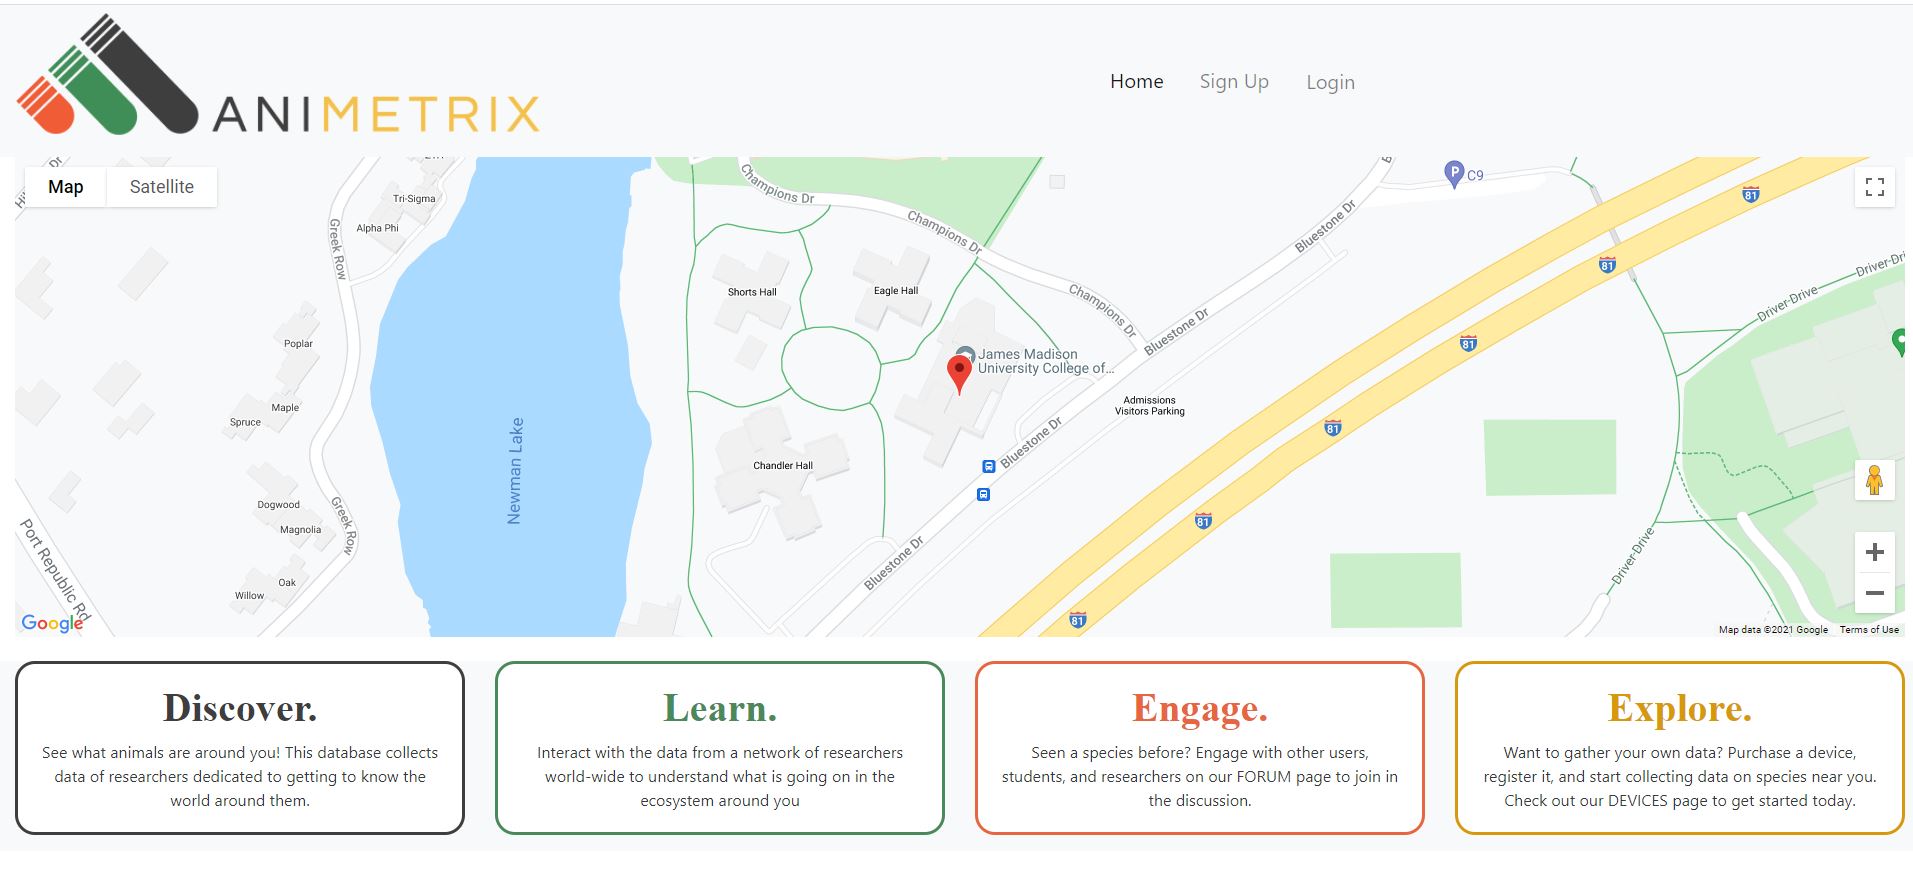 ANIMETRIX
Home
Sign Up
Login
Map
Satellite
Tri-Sigma
Alpha Phi
Greek Row
Champions Dr
Champions Dr
Champions Dr
Bluestone Dr
P C9
81
Driver-Dri
Driver-Drive
81
Shorts Hall
Eagle Hall
Bluestone Dr
James Madison
University College of...
81
Poplar
Maple
Spruce
Admissions
Visitors Parking
81
Newman Lake
Bluestone Dr
Chandler Hall
Dogwood
Magnolia
Greek Row
81
Port Republic Rd
Bluestone Dr
Driver-Drive
Oak
Willow
81
Google
Map data ©2021 Google
Terms of Use
Discover.
See what animals are around you! This database collects
data of researchers dedicated to getting to know the
world around them.
Learn.
Interact with the data from a network of researchers
world-wide to understand what is going on in the
ecosystem around you
Engage.
Seen a species before? Engage with other users,
students, and researchers on our FORUM page to join in
the discussion.
Explore.
Want to gather your own data? Purchase a device,
register it, and start collecting data on species near you.
Check out our DEVICES page to get started today.